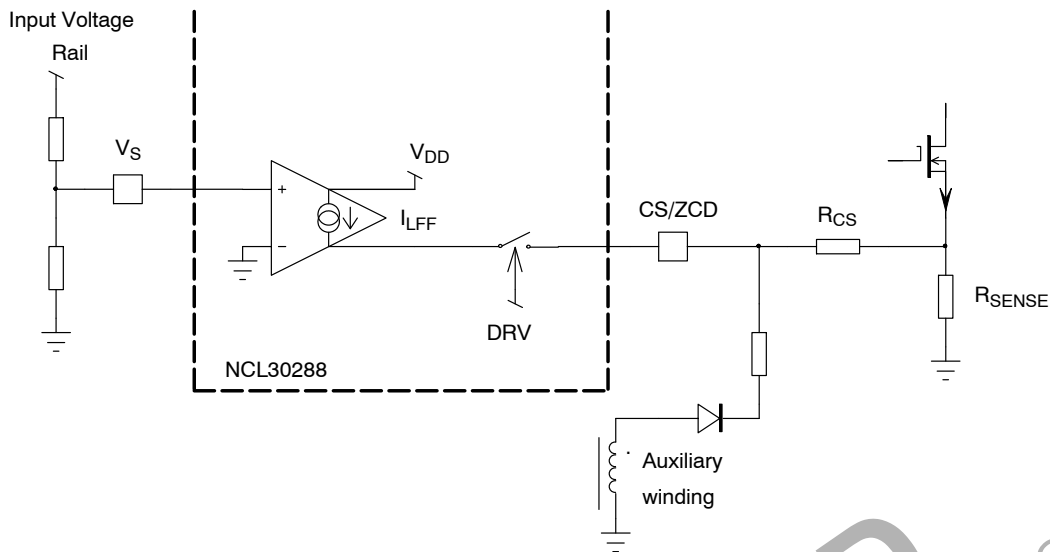 Input Voltage
Rail
VS
VDD
ILFF
+
−
DRV
NCL30288
CS/ZCD
RCS
RSENSE
Auxiliary
winding